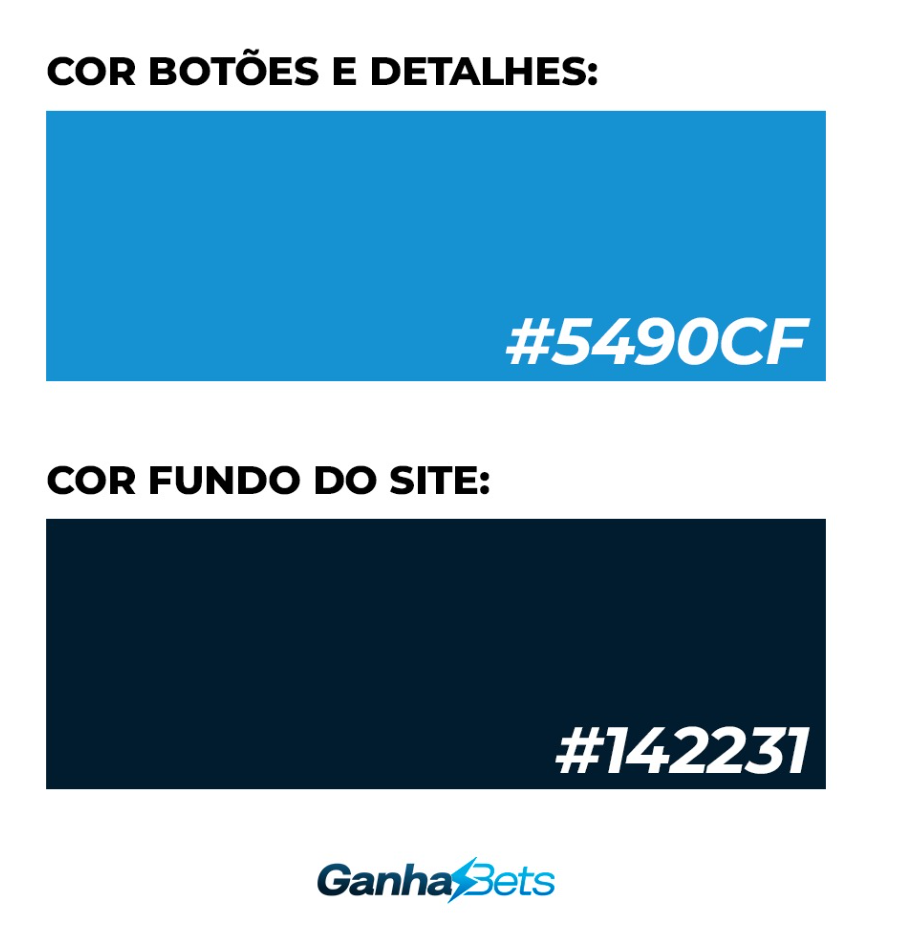 COR BOTÕES E DETALHES:
#5490CF
COR FUNDO DO SITE:
#142231
GanhaBets